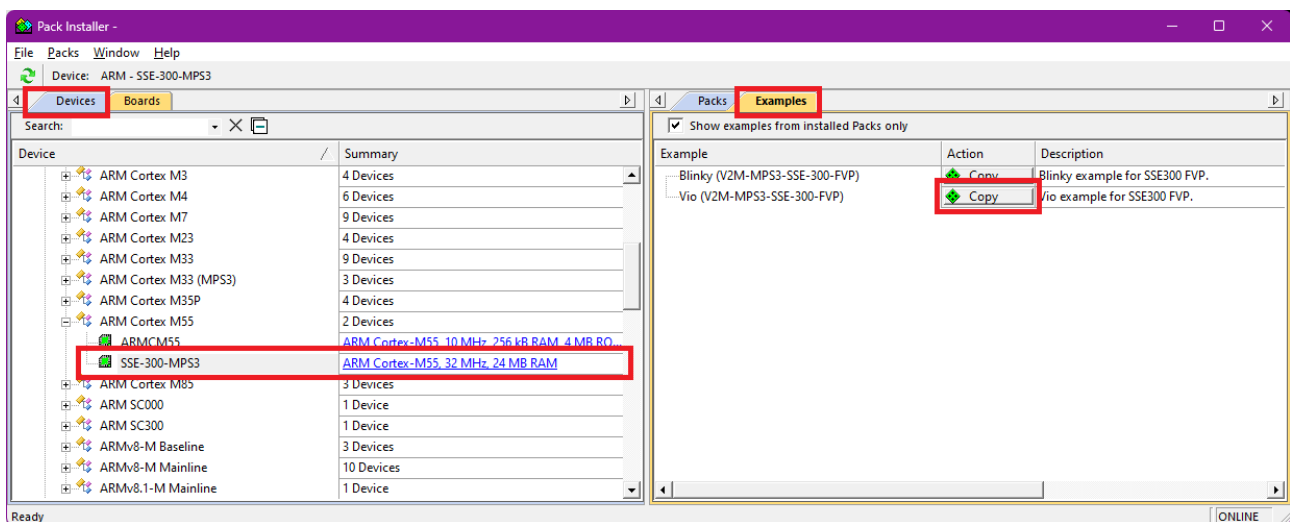 Pack Installer -
File Packs Window Help
Device: ARM - SSE-300-MPS3
Devices Boards
Search:
Device Summary
ARM Cortex M3 4 Devices
ARM Cortex M4 6 Devices
ARM Cortex M7 9 Devices
ARM Cortex M23 4 Devices
ARM Cortex M33 9 Devices
ARM Cortex M33 (MPS3) 3 Devices
ARM Cortex M35P 4 Devices
ARM Cortex M55 2 Devices
ARMCM55 ARM Cortex-M55, 10 MHz, 256 kB RAM, 4 MB RO...
SSE-300-MPS3 ARM Cortex-M55, 32 MHz, 24 MB RAM
ARM Cortex M85 3 Devices
ARM SC000 1 Device
ARM SC300 1 Device
ARMv8-M Baseline 3 Devices
ARMv8-M Mainline 10 Devices
ARMv8.1-M Mainline 1 Device
Packs Examples
Show examples from installed Packs only
Example Action Description
Blinky (V2M-MPS3-SSE-300-FVP) Copy Blinky example for SSE300 FVP.
Vio (V2M-MPS3-SSE-300-FVP) Copy Vio example for SSE300 FVP.
Ready ONLINE